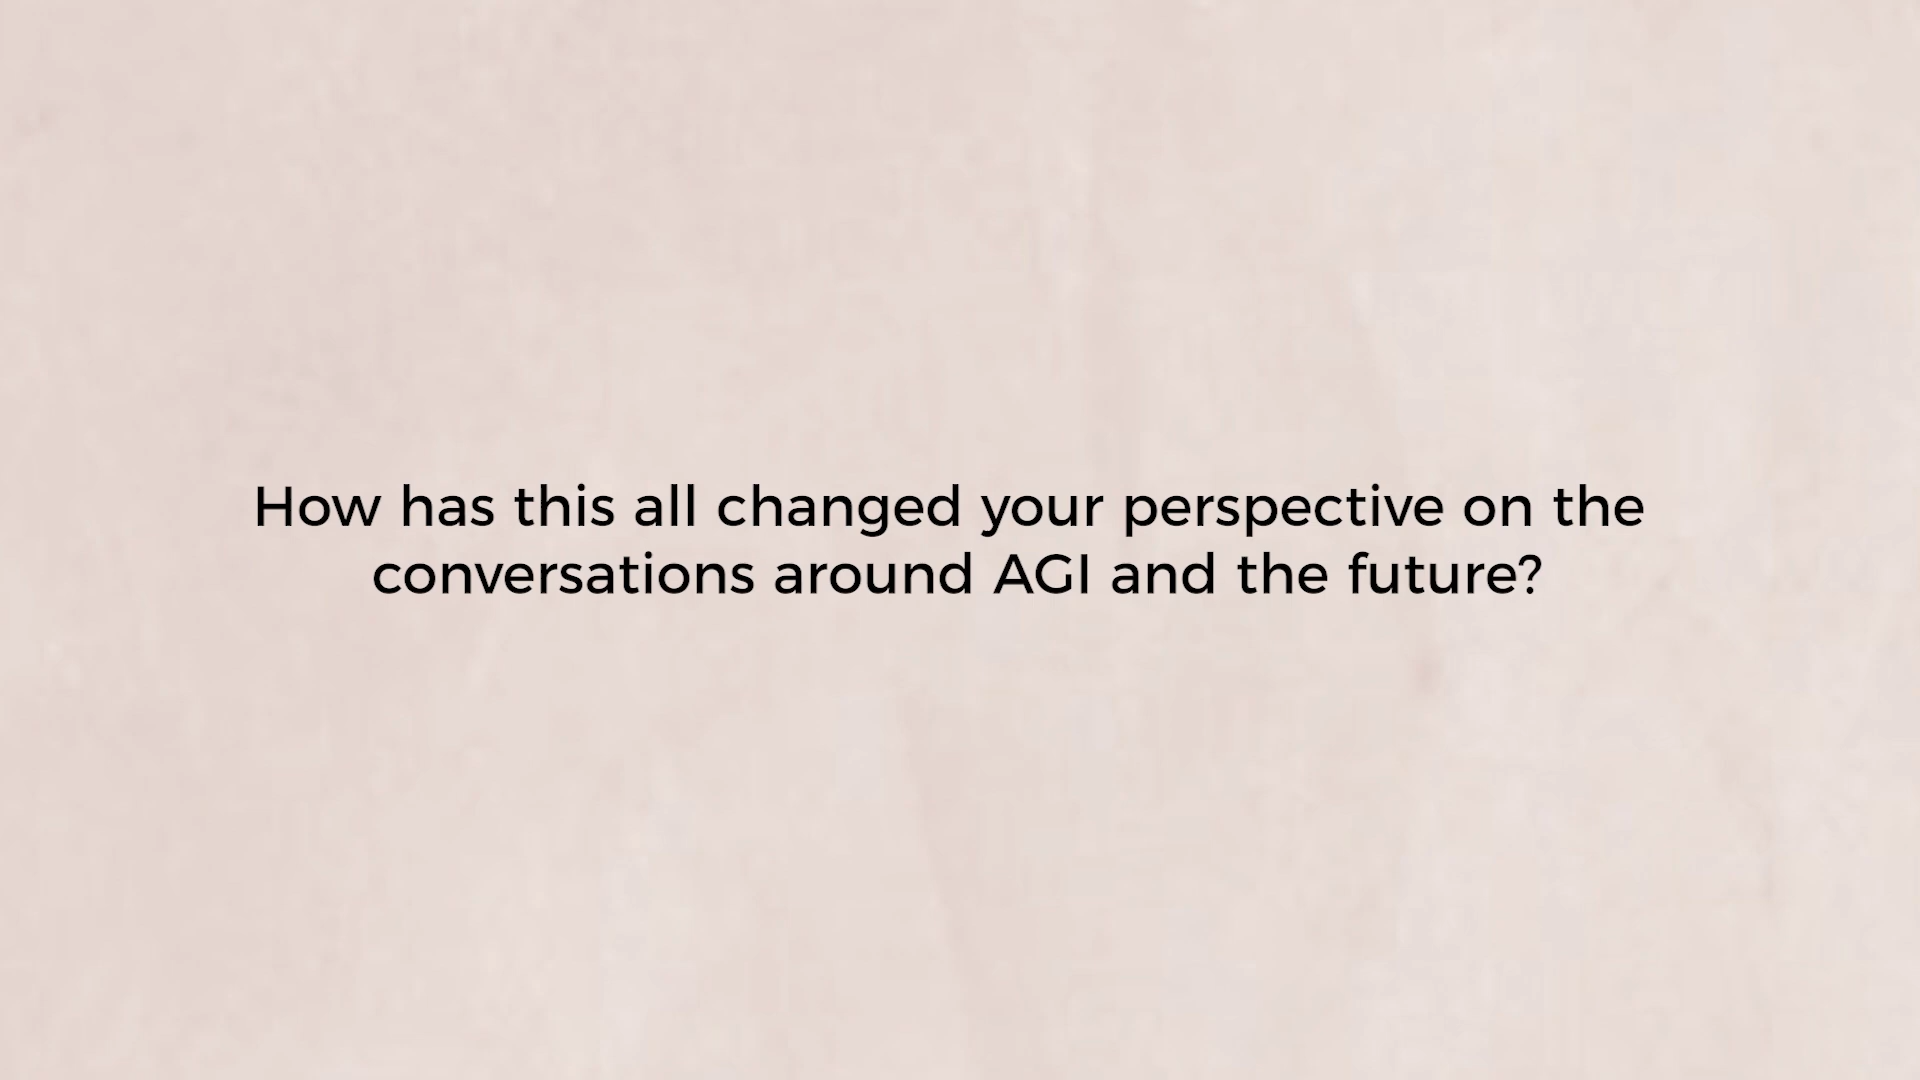 How has this all changed your perspective on the
conversations around AGI and the future?